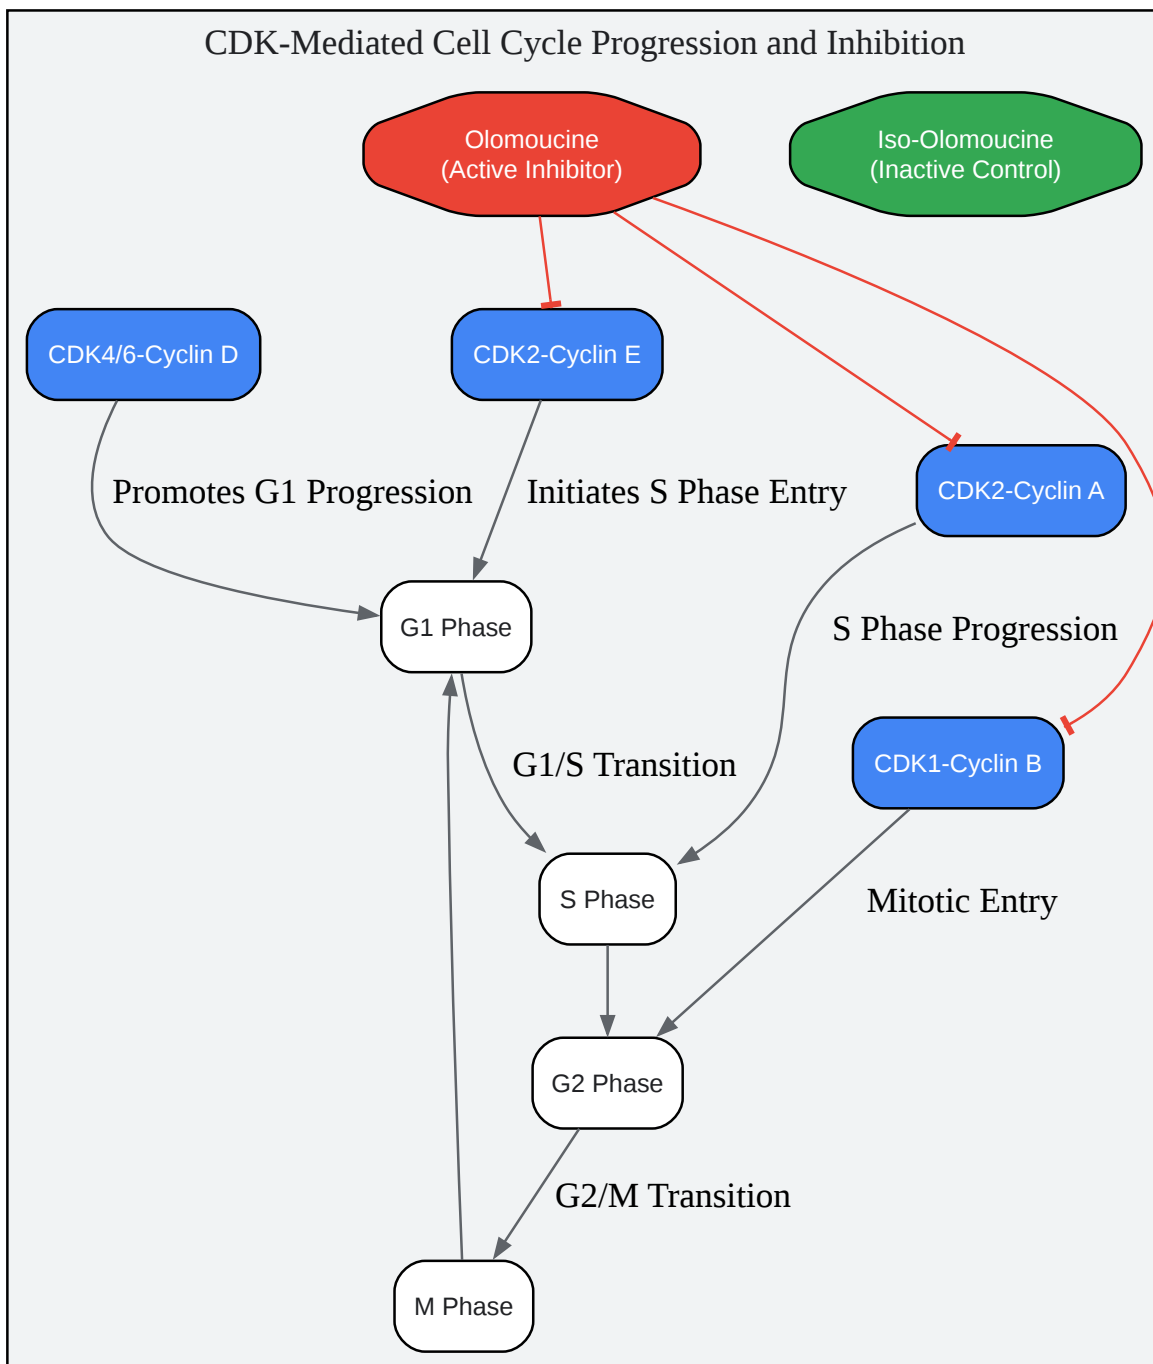 CDK-Mediated Cell Cycle Progression and Inhibition
Olomoucine
(Active Inhibitor)
Iso-Olomoucine
(Inactive Control)
CDK4/6-Cyclin D
CDK2-Cyclin E
Promotes G1 Progression
Initiates S Phase Entry
CDK2-Cyclin A
G1 Phase
S Phase Progression
G1/S Transition
CDK1-Cyclin B
S Phase
Mitotic Entry
G2 Phase
G2/M Transition
M Phase